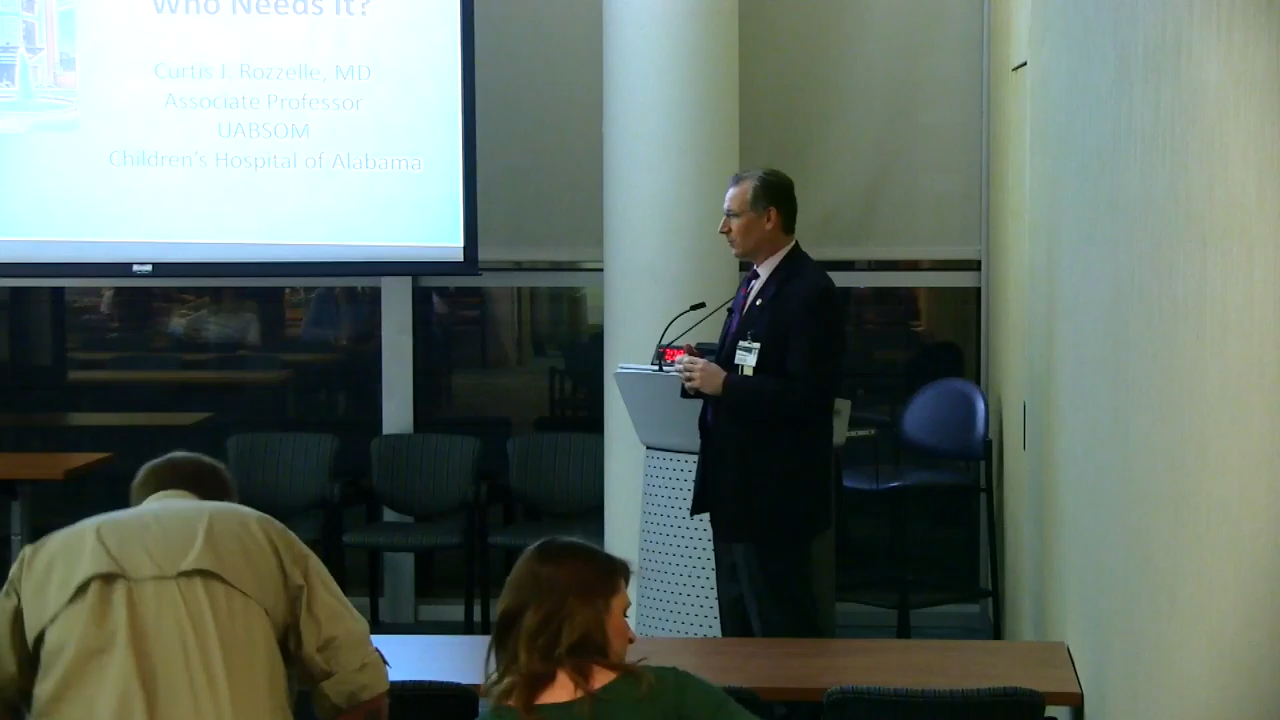 Who Needs It?
Curtis J. Rozzelle, MD
Associate Professor
UABSOM
Children's Hospital of Alabama